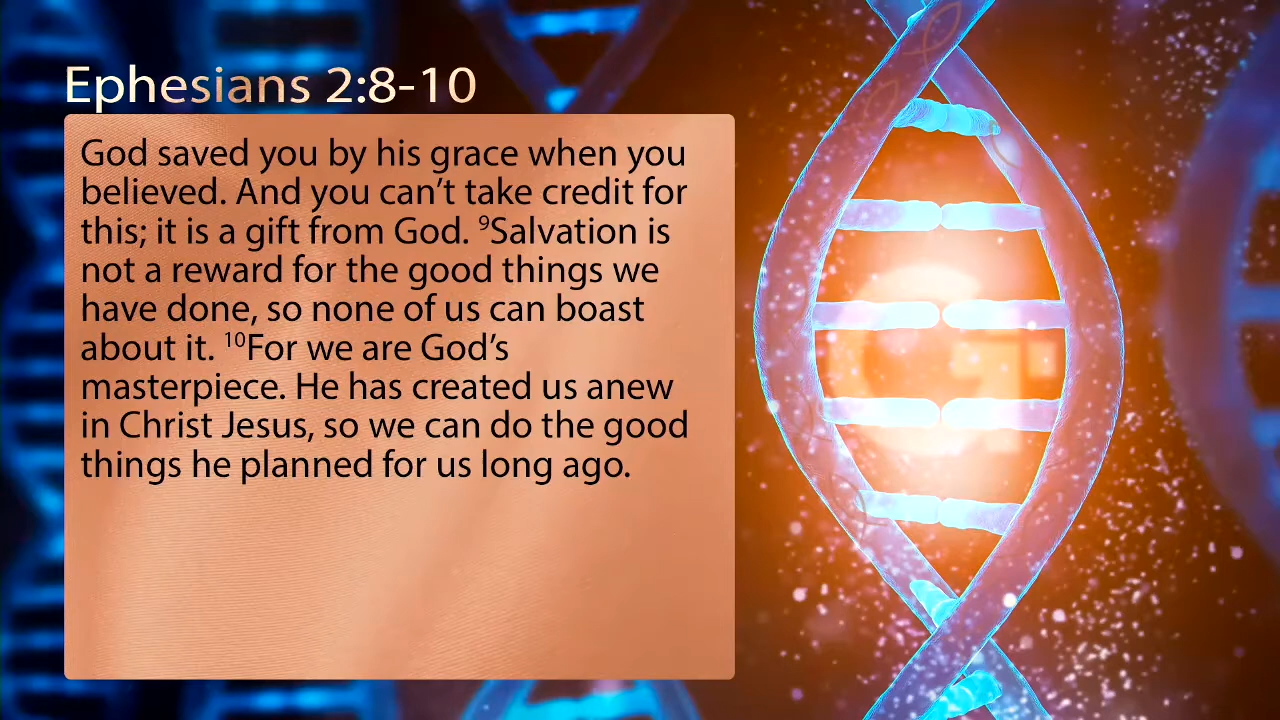 Ephesians 2:8-10
God saved you by his grace when you
believed. And you can’t take credit for
this; it is a gift from God. ⁹Salvation is
not a reward for the good things we
have done, so none of us can boast
about it. ¹⁰For we are God’s
masterpiece. He has created us anew
in Christ Jesus, so we can do the good
things he planned for us long ago.